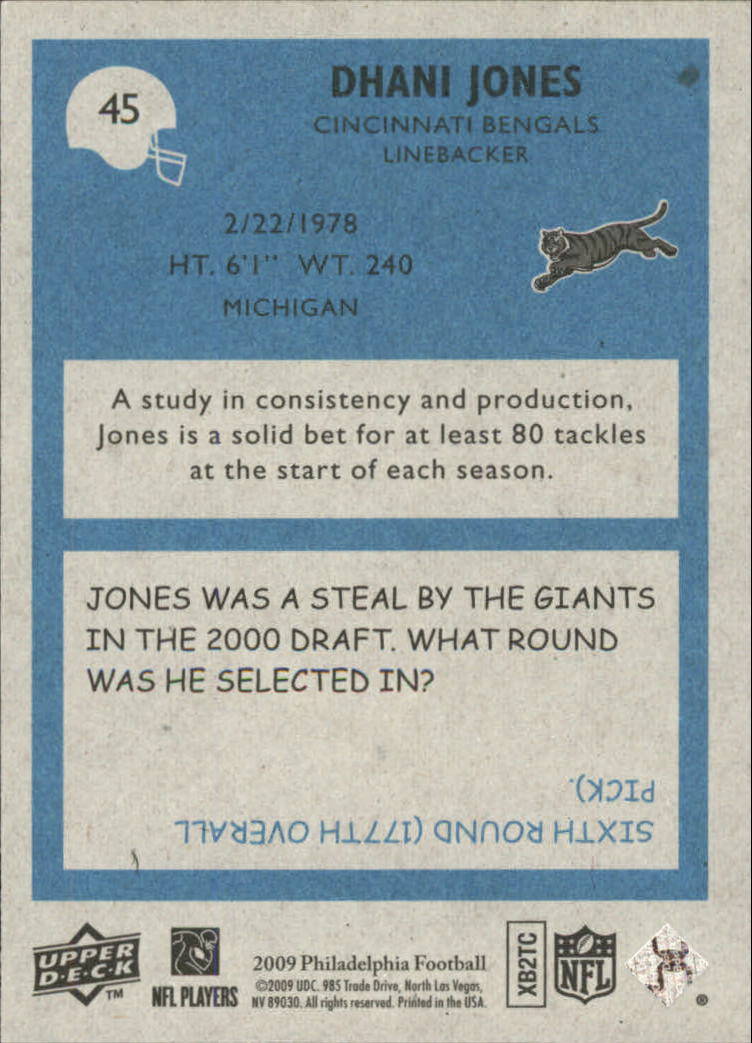 45
DHANI JONES
CINCINNATI BENGALS
LINEBACKER
2/22/1978
HT. 6'1" WT. 240
MICHIGAN
A study in consistency and production,
Jones is a solid bet for at least 80 tackles
at the start of each season.
JONES WAS A STEAL BY THE GIANTS
IN THE 2000 DRAFT. WHAT ROUND
WAS HE SELECTED IN?
SIXTH ROUND (177TH OVERALL
PICK).
UPPER
D·E·C·K
TM
NFL PLAYERS
2009 Philadelphia Football
©2009 UDC. 985 Trade Drive, North Las Vegas,
NV 89030. All rights reserved. Printed in the USA.
XB2TC
NFL
®